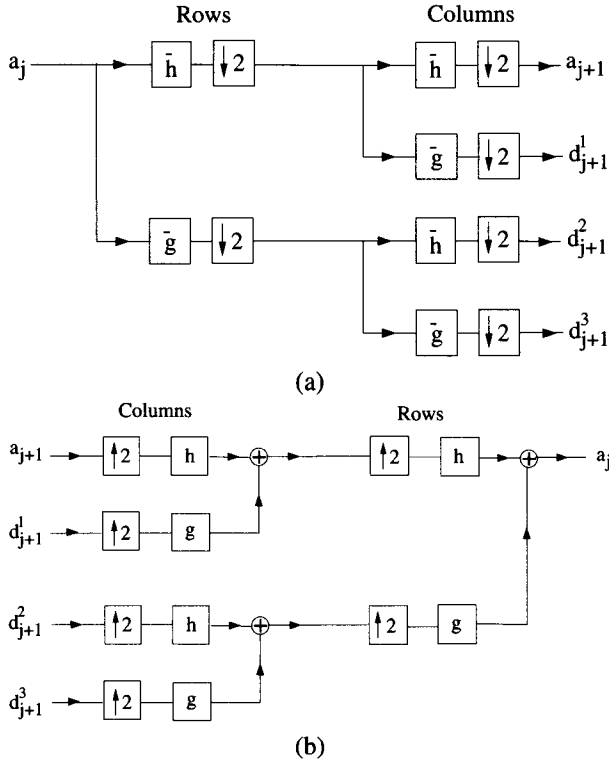 Rows Columns
a_j h̄ ↓2 h̄ ↓2 a_{j+1}
ḡ ↓2 d^1_{j+1}
ḡ ↓2 h̄ ↓2 d^2_{j+1}
ḡ ↓2 d^3_{j+1}
(a)
Columns Rows
a_{j+1} ↑2 h + ↑2 h + a_j
d^1_{j+1} ↑2 g
d^2_{j+1} ↑2 h + ↑2 g
d^3_{j+1} ↑2 g
(b)